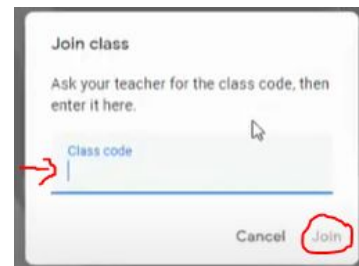 Join class
Ask your teacher for the class code, then
enter it here.
Class code
Cancel Join